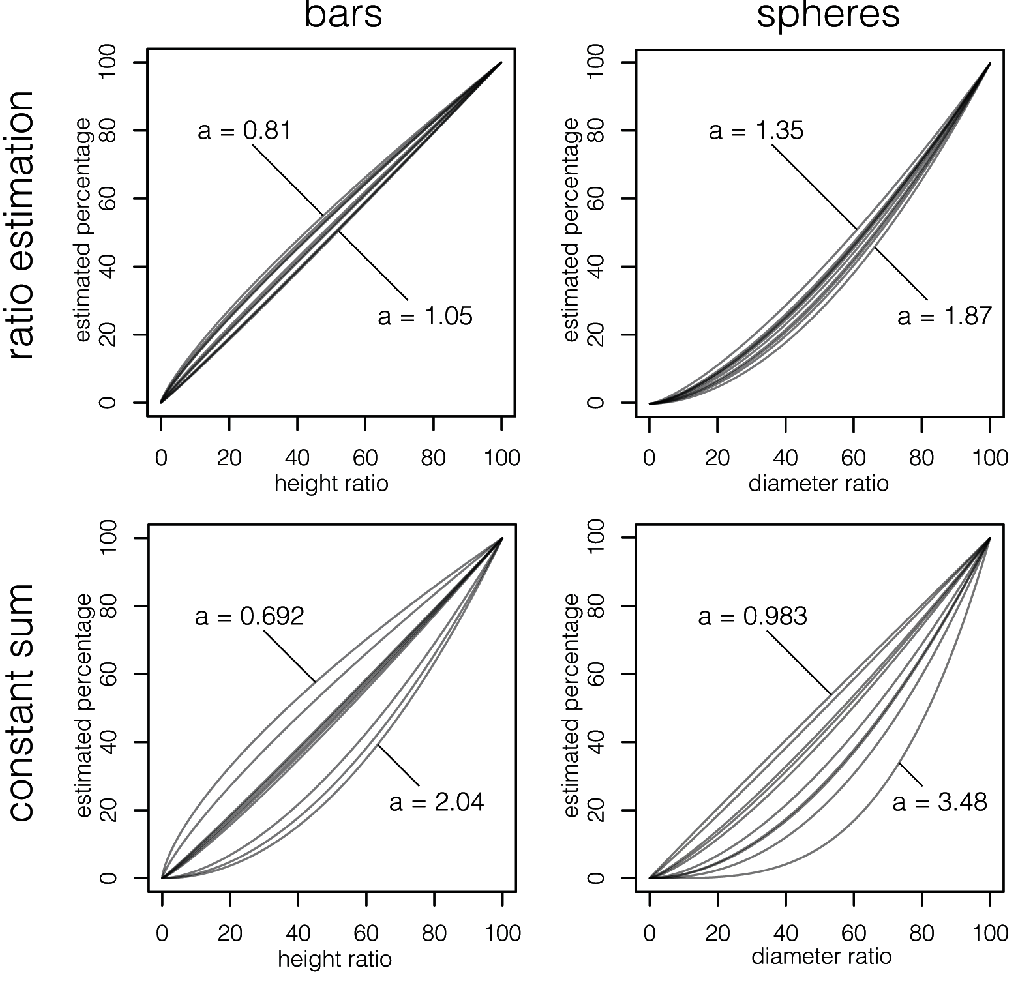 bars
spheres
ratio estimation
estimated percentage
0 20 40 60 80 100
a = 0.81
a = 1.05
0 20 40 60 80 100
height ratio
estimated percentage
0 20 40 60 80 100
a = 1.35
a = 1.87
0 20 40 60 80 100
diameter ratio
constant sum
estimated percentage
0 20 40 60 80 100
a = 0.692
a = 2.04
0 20 40 60 80 100
height ratio
estimated percentage
0 20 40 60 80 100
a = 0.983
a = 3.48
0 20 40 60 80 100
diameter ratio